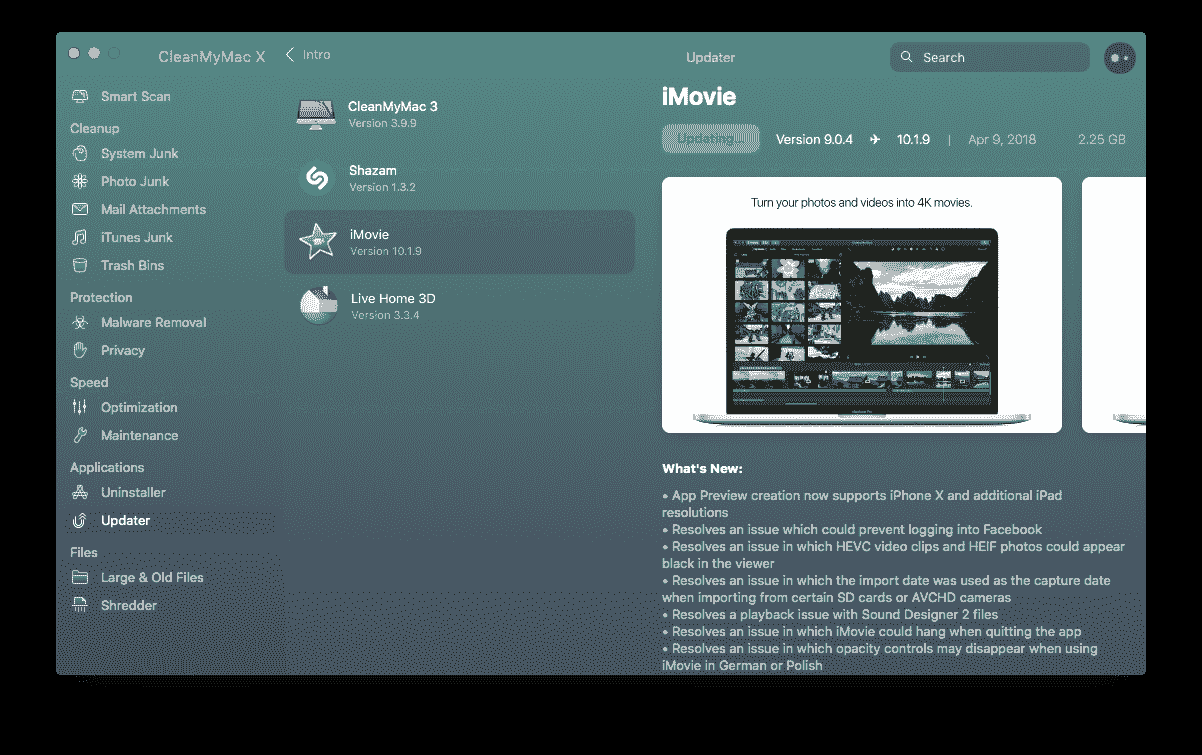 CleanMyMac X
Intro
Updater
Search
Smart Scan
Cleanup
System Junk
Photo Junk
Mail Attachments
iTunes Junk
Trash Bins
Protection
Malware Removal
Privacy
Speed
Optimization
Maintenance
Applications
Uninstaller
Updater
Files
Large & Old Files
Shredder
CleanMyMac 3
Version 3.9.9
Shazam
Version 1.3.2
iMovie
Version 10.1.9
Live Home 3D
Version 3.3.4
iMovie
Updating...
Version 9.0.4 ✈ 10.1.9 | Apr 9, 2018 2.25 GB
Turn your photos and videos into 4K movies.
What's New:
• App Preview creation now supports iPhone X and additional iPad
resolutions
• Resolves an issue which could prevent logging into Facebook
• Resolves an issue in which HEVC video clips and HEIF photos could appear
black in the viewer
• Resolves an issue in which the import date was used as the capture date
when importing from certain SD cards or AVCHD cameras
• Resolves a playback issue with Sound Designer 2 files
• Resolves an issue in which iMovie could hang when quitting the app
• Resolves an issue in which opacity controls may disappear when using
iMovie in German or Polish